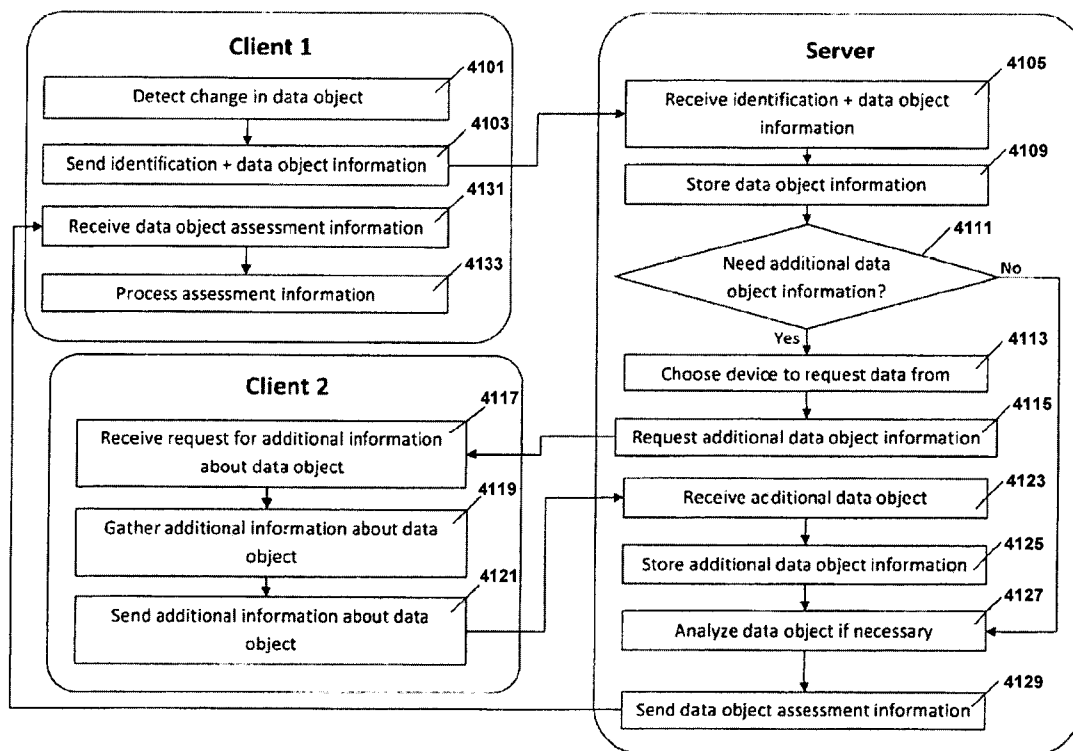 Client 1
4101
Detect change in data object
4103
Send identification + data object information
4131
Receive data object assessment information
4133
Process assessment information
Client 2
4117
Receive request for additional information
about data object
4119
Gather additional information about data
object
4121
Send additional information about data
object
Server
4105
Receive identification + data object
information
4109
Store data object information
4111
Need additional data
object information?
No
Yes
4113
Choose device to request data from
4115
Request additional data object information
4123
Receive additional data object
4125
Store additional data object information
4127
Analyze data object if necessary
4129
Send data object assessment information